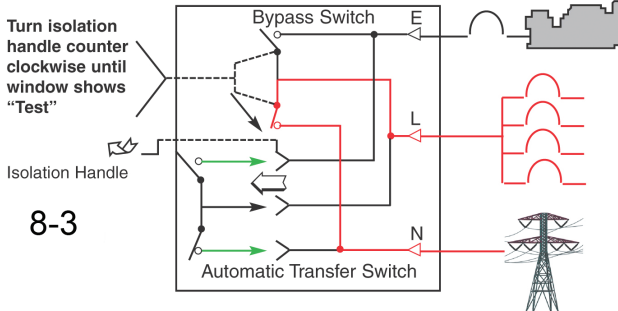 Turn isolation
handle counter
clockwise until
window shows
“Test”
Bypass Switch
E
L
Isolation Handle
8-3
N
Automatic Transfer Switch